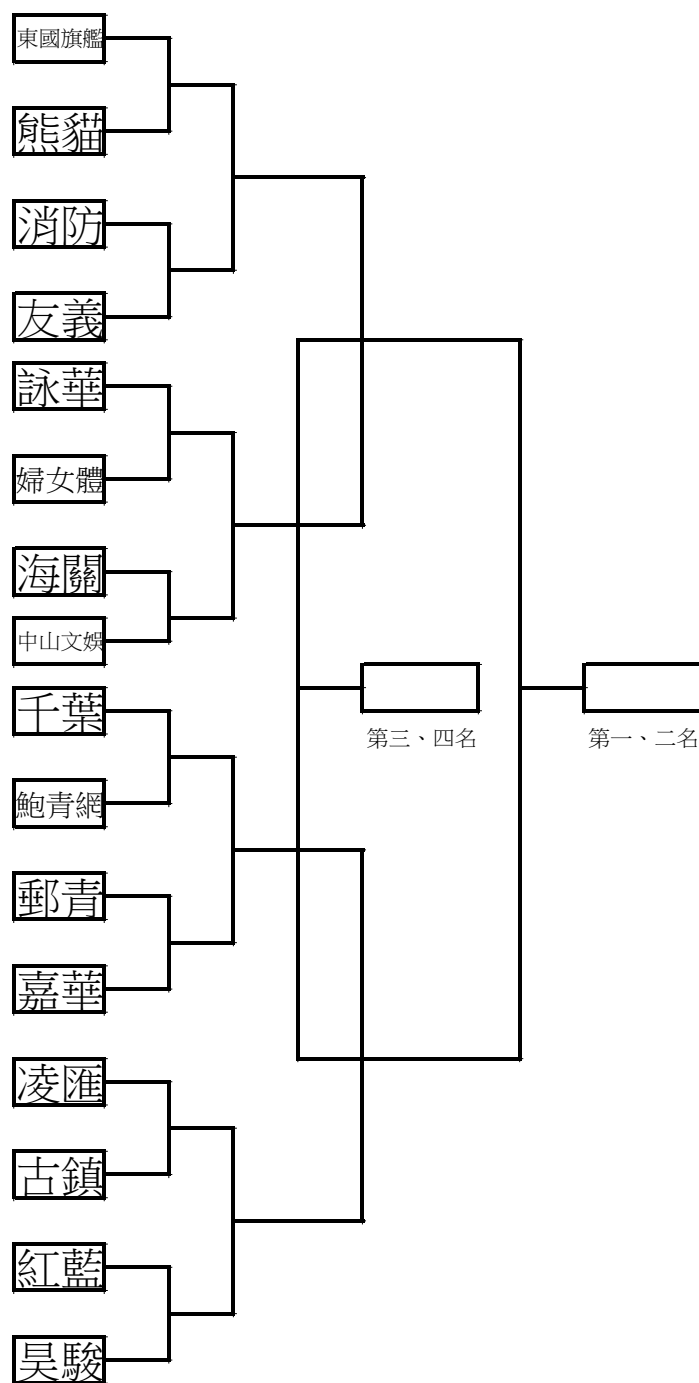 東國旗艦
熊貓
消防
友義
詠華
婦女體
海關
中山文娛
千葉
第三、四名
第一、二名
鮑青網
郵青
嘉華
凌匯
古鎮
紅藍
昊駿